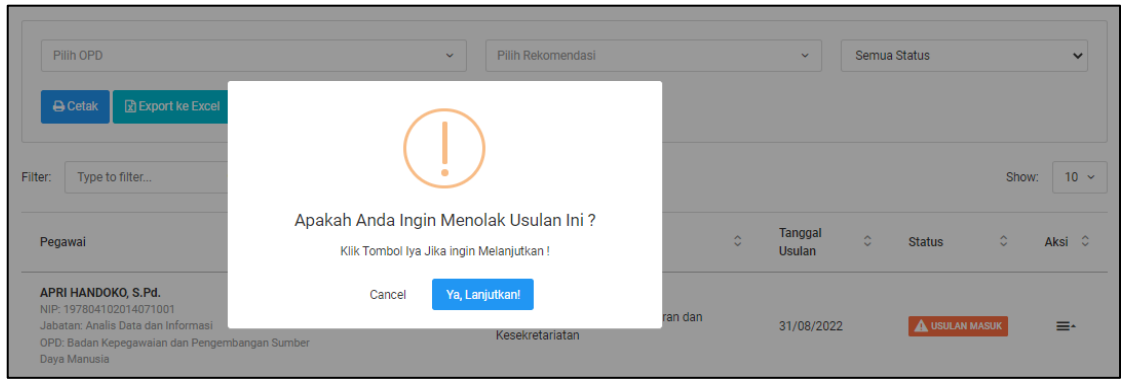 Pilih OPD
Pilih Rekomendasi
Semua Status
Cetak
Export ke Excel
Filter:
Type to filter...
Show:
10
Apakah Anda Ingin Menolak Usulan Ini ?
Klik Tombol Iya Jika ingin Melanjutkan !
Cancel
Ya, Lanjutkan!
Pegawai
Tanggal
Usulan
Status
Aksi
APRI HANDOKO, S.Pd.
NIP: 197804102014071001
Jabatan: Analis Data dan Informasi
OPD: Badan Kepegawaian dan Pengembangan Sumber
Daya Manusia
ran dan
Kesekretariatan
31/08/2022
USULAN MASUK